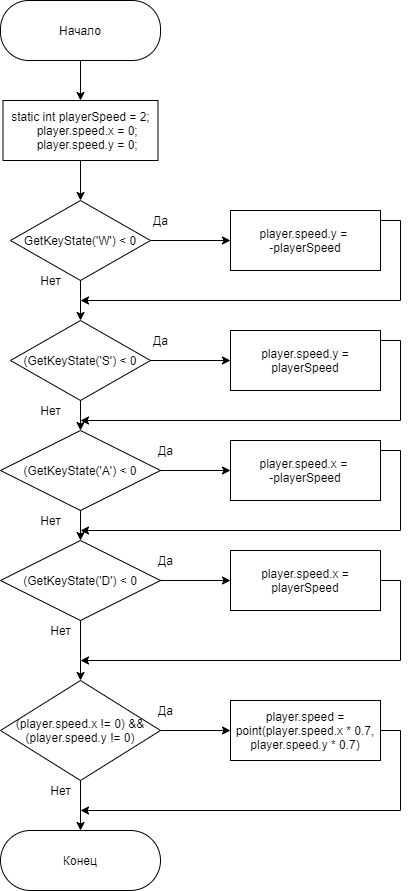 Начало
static int playerSpeed = 2;
player.speed.x = 0;
player.speed.y = 0;
Да
GetKeyState('W') < 0
player.speed.y =
-playerSpeed
Нет
Да
(GetKeyState('S') < 0
player.speed.y =
playerSpeed
Нет
Да
(GetKeyState('A') < 0
player.speed.x =
-playerSpeed
Нет
Да
(GetKeyState('D') < 0
player.speed.x =
playerSpeed
Нет
Да
(player.speed.x != 0) &&
(player.speed.y != 0)
player.speed =
point(player.speed.x * 0.7,
player.speed.y * 0.7)
Нет
Конец